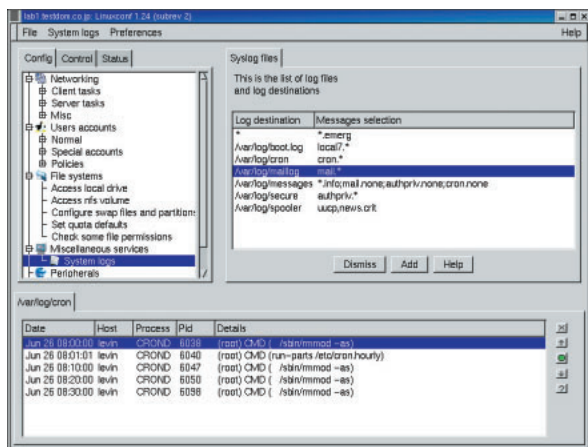 lab1.testdom.co.jp: Linuxconf 1.24 (subrev 2)
File System logs Preferences Help
Config Control Status
Networking
Client tasks
Server tasks
Misc
Users accounts
Normal
Special accounts
Policies
File systems
Access local drive
Access nfs volume
Configure swap files and partition
Set quota defaults
Check some file permissions
Miscellaneous services
System logs
Peripherals
Syslog files
This is the list of log files
and log destinations
Log destination Messages selection
* *.emerg
/var/log/boot.log local7.*
/var/log/cron cron.*
/var/log/maillog mail.*
/var/log/messages *.info;mail.none;authpriv.none;cron.none
/var/log/secure authpriv.*
/var/log/spooler uucp,news.crit
Dismiss Add Help
/var/log/cron
Date Host Process Pid Details
Jun 26 08:00:00 levin CROND 6038 (root) CMD ( /sbin/rmmod -as)
Jun 26 08:01:01 levin CROND 6040 (root) CMD (run-parts /etc/cron.hourly)
Jun 26 08:10:00 levin CROND 6047 (root) CMD ( /sbin/rmmod -as)
Jun 26 08:20:00 levin CROND 6050 (root) CMD ( /sbin/rmmod -as)
Jun 26 08:30:00 levin CROND 6098 (root) CMD ( /sbin/rmmod -as)